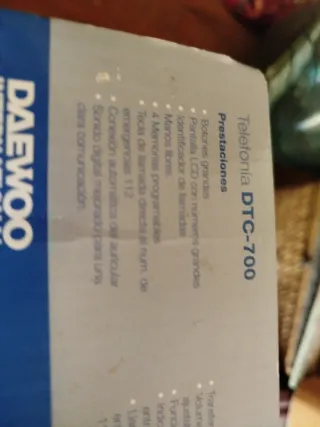 DAEWOO
Telefonía DTC-700
Prestaciones
• Botones grandes
• Pantalla LCD con números grandes
• Identificador de llamadas
• Manos libres
• 4 Memorias programables
• Tecla de llamada directa al num. de
emergencias 112
• Conexión automática del auricular
• Sonido digital mejorado para una
clara comunicación.